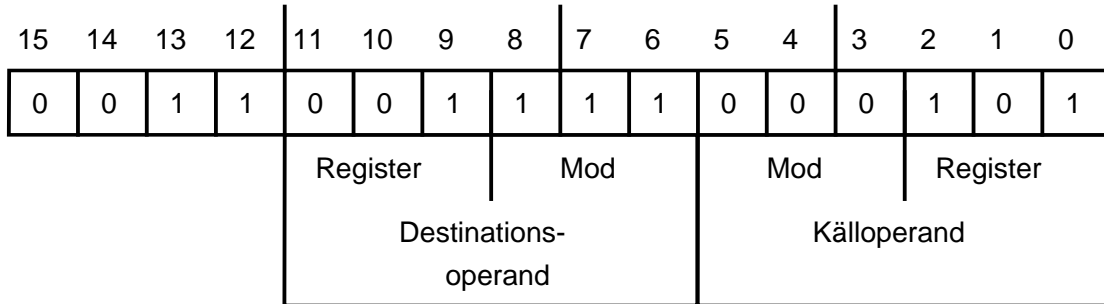 15 14 13 12 11 10 9 8 7 6 5 4 3 2 1 0
0 0 1 1 0 0 1 1 1 1 0 0 0 1 0 1
Register Mod Mod Register
Destinations- Källoperand
operand